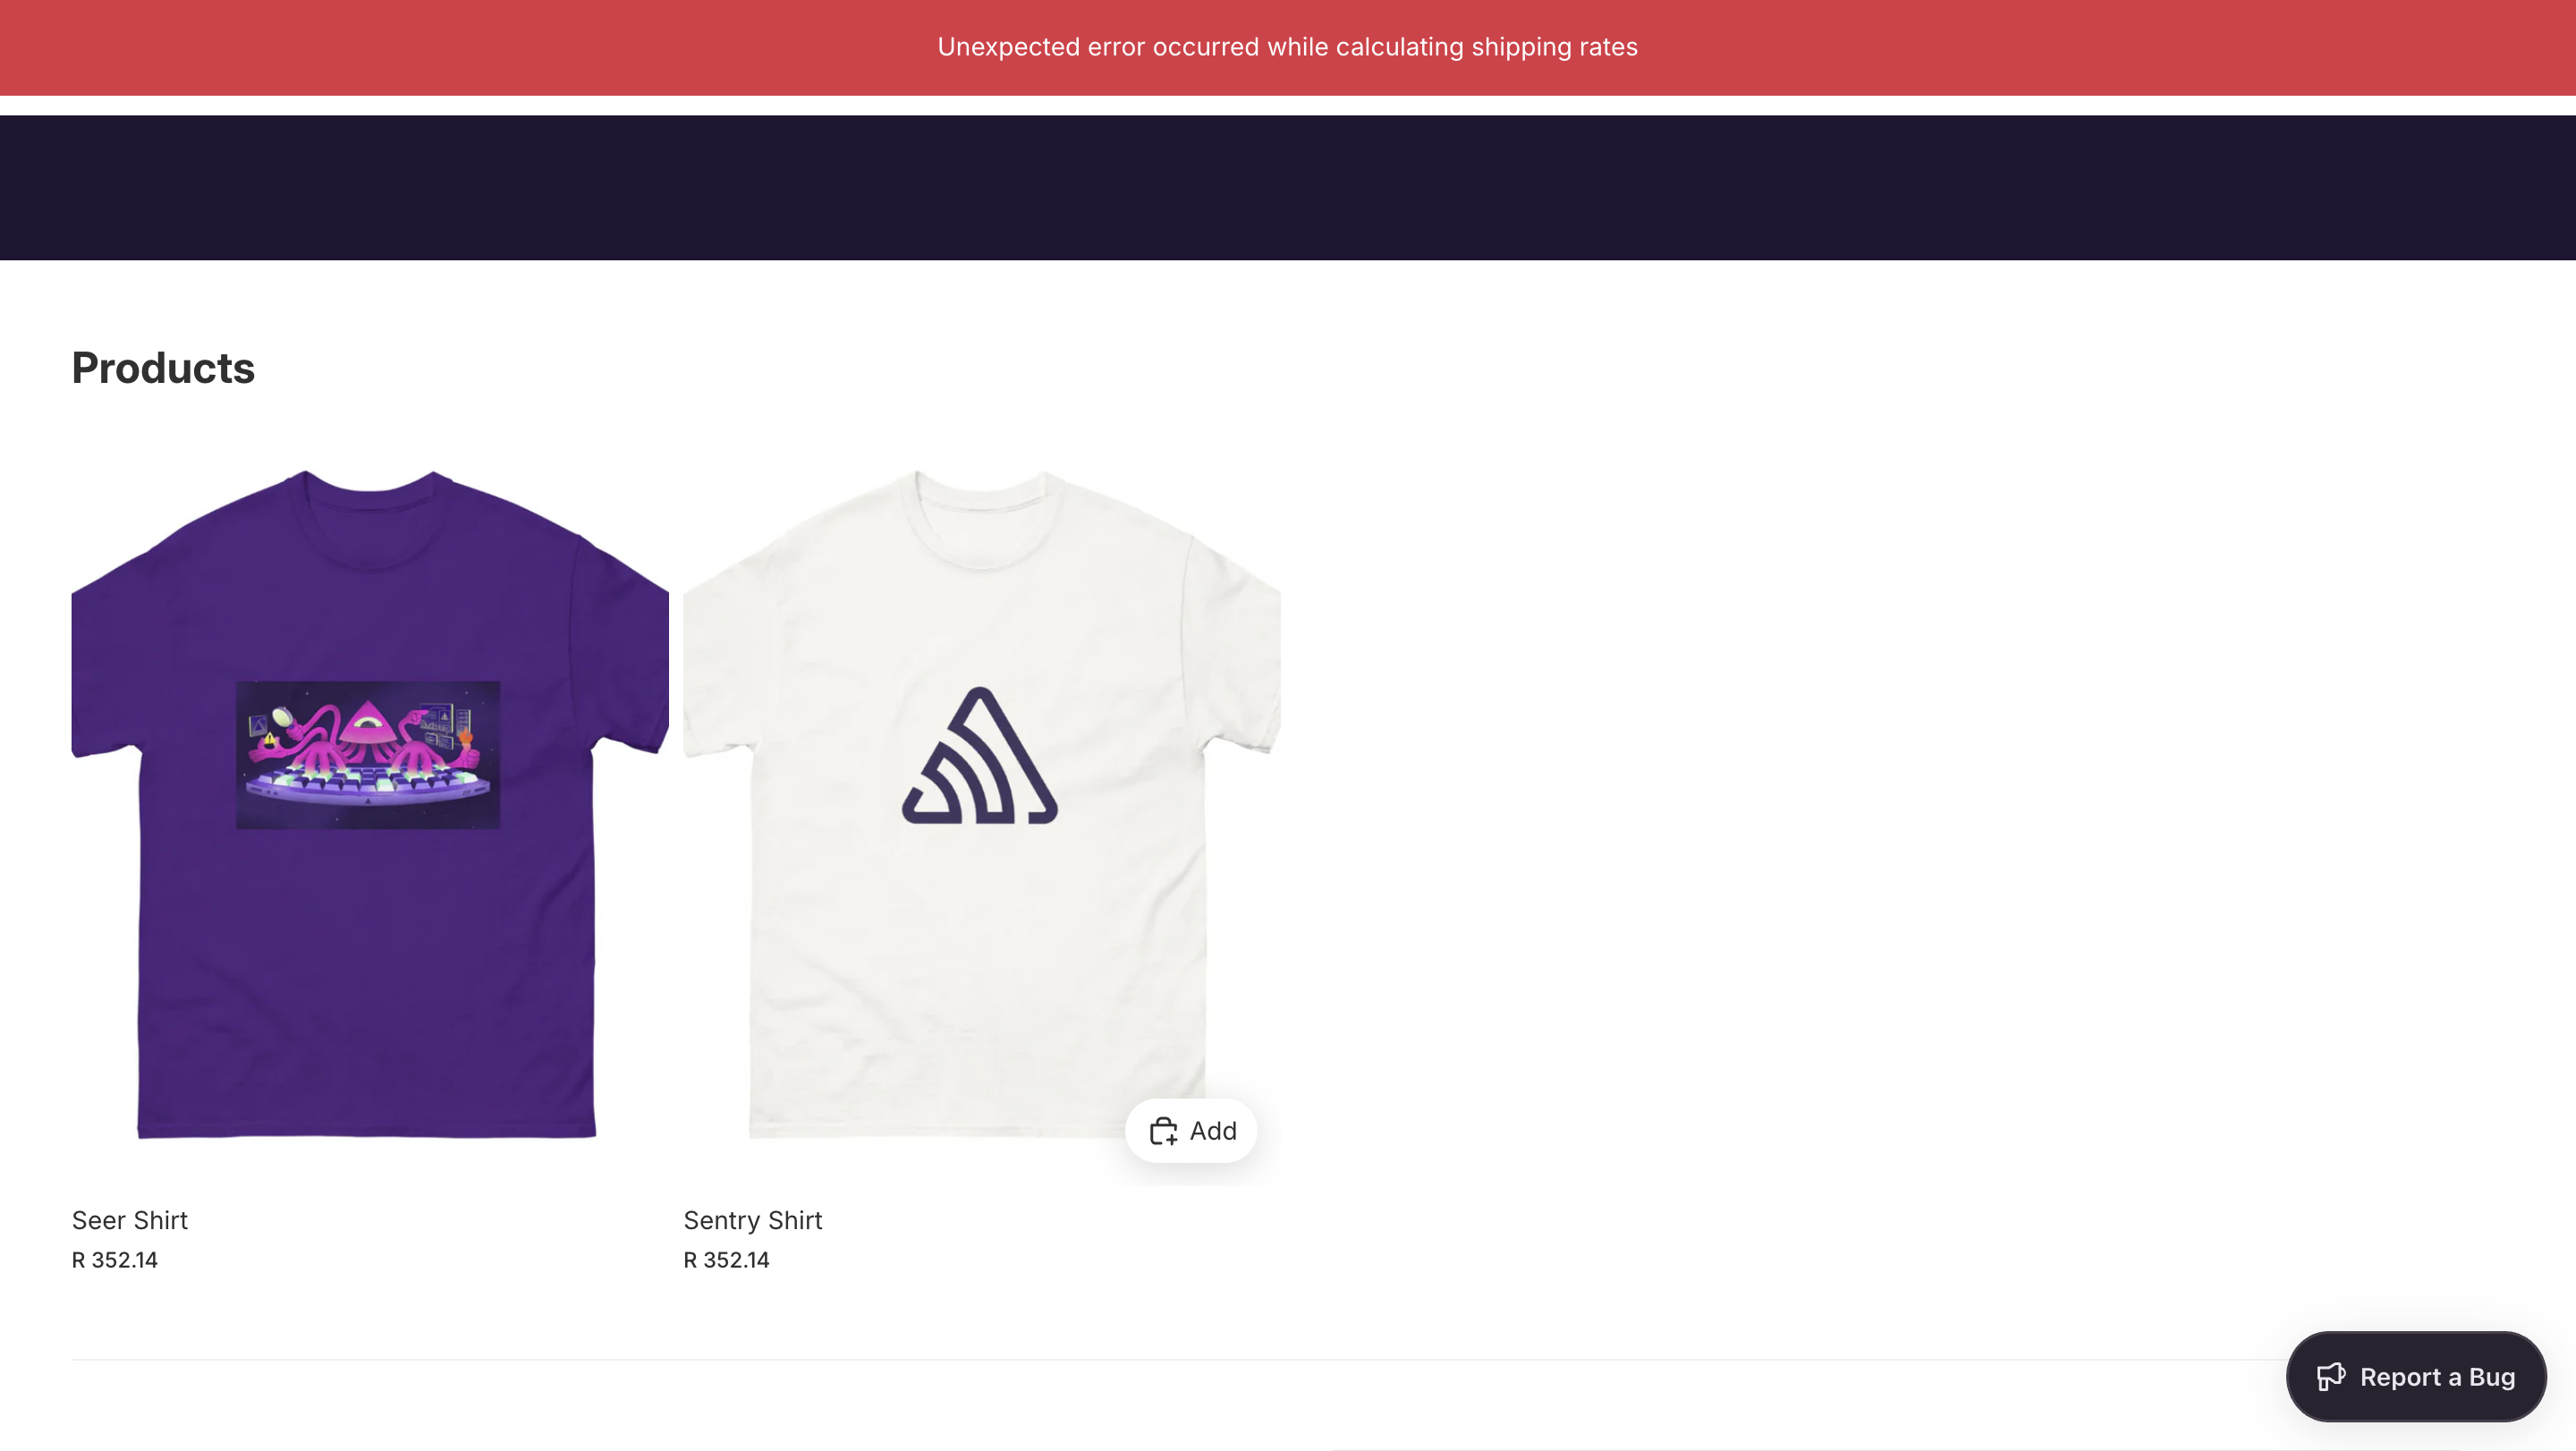 Unexpected error occurred while calculating shipping rates
Products
Add
Seer Shirt
R 352.14
Sentry Shirt
R 352.14
Report a Bug